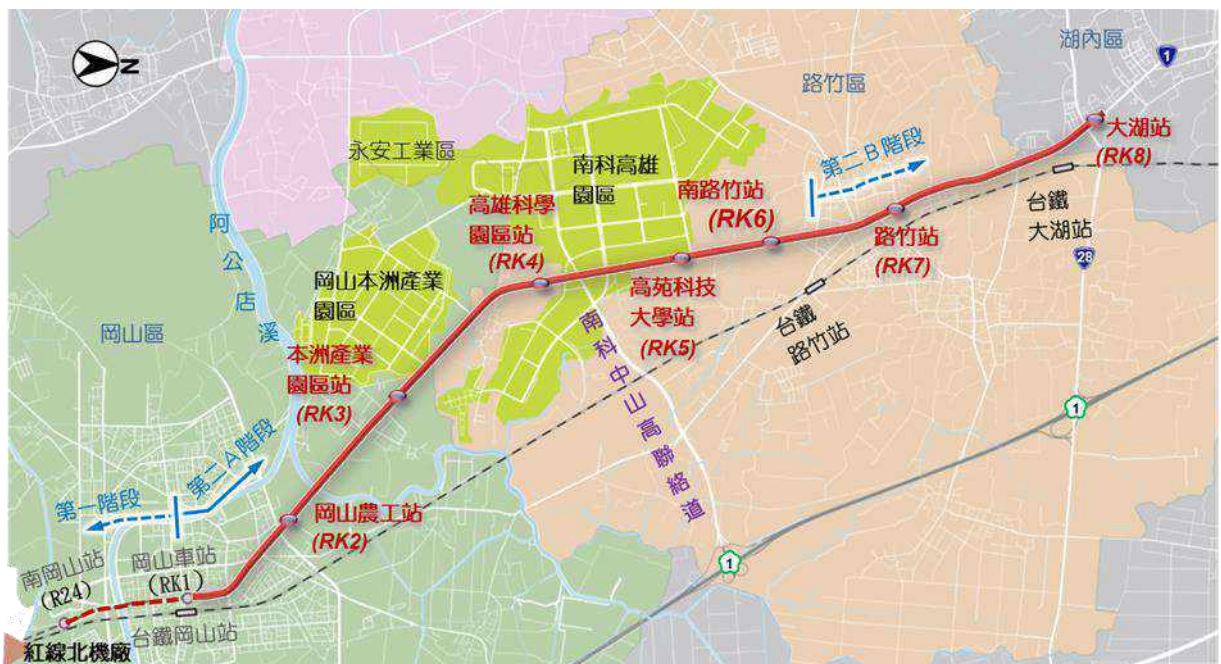 N
湖內區
1
路竹區
大湖站
(RK8)
永安工業區
南科高雄
園區
第二B階段
南路竹站
(RK6)
高雄科學
園區站
(RK4)
台鐵
大湖站
阿公店溪
路竹站
(RK7)
28
岡山本洲產業
園區
高苑科技
大學站
(RK5)
岡山區
台鐵
路竹站
南科中山高聯絡道
本洲產業
園區站
(RK3)
1
第二A階段
第一階段
岡山農工站
(RK2)
1
南岡山站
(R24)
岡山車站
(RK1)
台鐵岡山站
紅線北機廠